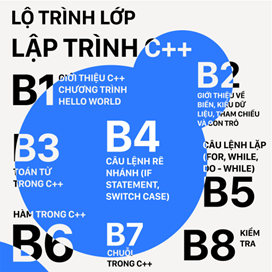 LỘ TRÌNH LỚP
LẬP TRÌNH C++
B1
GIỚI THIỆU C++
CHƯƠNG TRÌNH
HELLO WORLD
B2
GIỚI THIỆU VỀ
BIẾN, KIỂU DỮ
LIỆU, THAM CHIẾU
VÀ CON TRỎ
B3
TOÁN TỬ
TRONG C++
B4
CÂU LỆNH RẼ
NHÁNH (IF
STATEMENT,
SWITCH CASE)
CÂU LỆNH LẶP
(FOR, WHILE,
DO - WHILE)
B5
HÀM TRONG C++
B6
B7
CHUỖI
TRONG C++
B8
KIỂM
TRA